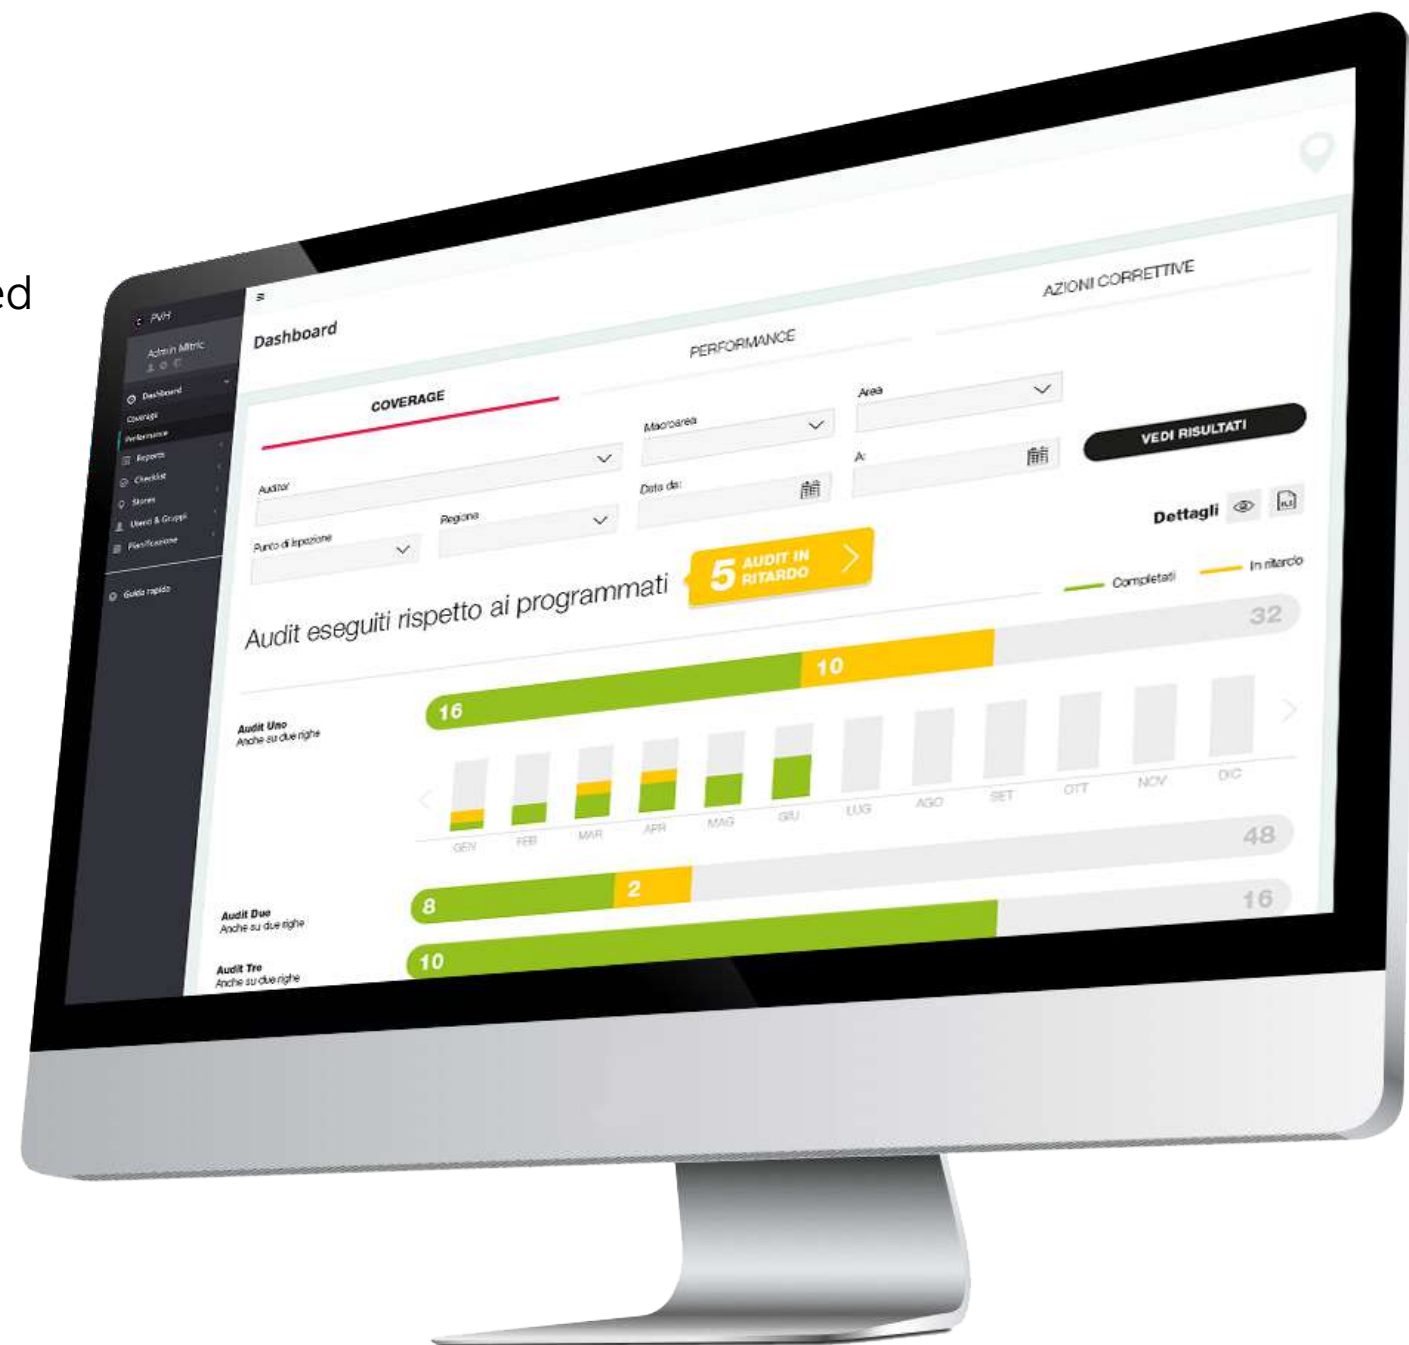 ed
PVH
Admin Mitric
Dashboard
Coverage
Performance
Reports
Checklist
Stores
Utenti & Gruppi
Pianificazione
Guida rapida
Dashboard
COVERAGE
PERFORMANCE
AZIONI CORRETTIVE
Auditor
Macroarea
Area
Punto di Ispezione
Regione
Data da:
A:
VEDI RISULTATI
Dettagli
Audit eseguiti rispetto ai programmati
5 AUDIT IN
RITARDO
Completati
In ritardo
Audit Uno
Anche su due righe
16
10
32
GEN
FEB
MAR
APR
MAG
GIU
LUG
AGO
SET
OTT
NOV
DIC
Audit Due
Anche su due righe
8
2
48
Audit Tre
Anche su due righe
10
16